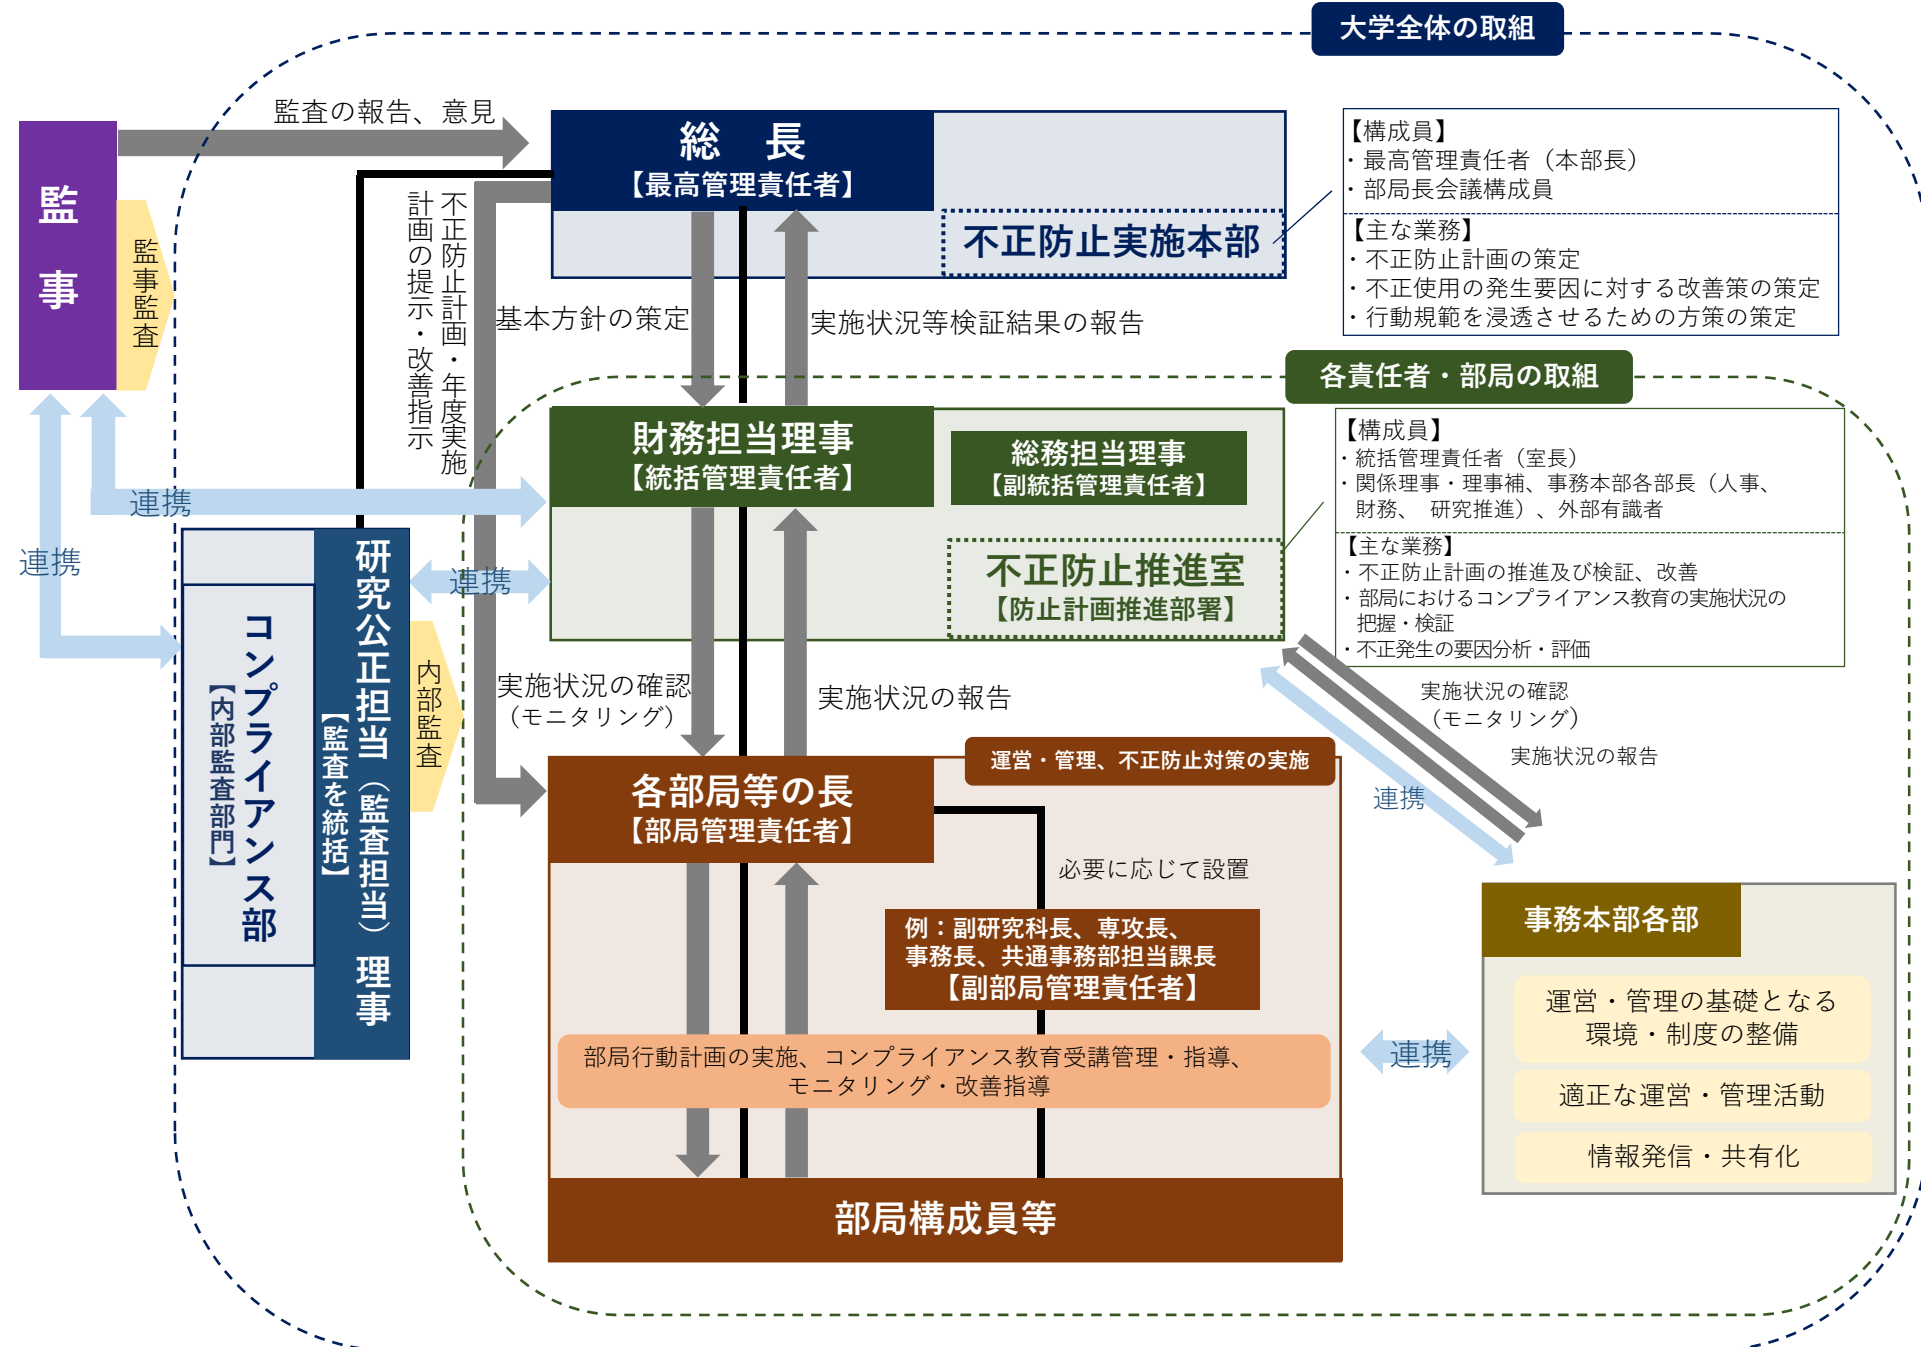 大学全体の取組
監査の報告、意見
監　事
監事監査
総　長
【最高管理責任者】
不正防止実施本部
【構成員】
・最高管理責任者（本部長）
・部局長会議構成員
【主な業務】
・不正防止計画の策定
・不正使用の発生要因に対する改善策の策定
・行動規範を浸透させるための方策の策定
不正防止計画・年度実施
計画の提示・改善指示
基本方針の策定
実施状況等検証結果の報告
各責任者・部局の取組
財務担当理事
【統括管理責任者】
総務担当理事
【副統括管理責任者】
不正防止推進室
【防止計画推進部署】
【構成員】
・統括管理責任者（室長）
・関係理事・理事補、事務本部各部長（人事、
財務、 研究推進）、外部有識者
【主な業務】
・不正防止計画の推進及び検証、改善
・部局におけるコンプライアンス教育の実施状況の
把握・検証
・不正発生の要因分析・評価
連携
連携
連携
研究公正担当（監査担当）理事
【監査を統括】
コンプライアンス部
【内部監査部門】
内部監査
実施状況の確認
（モニタリング）
実施状況の報告
実施状況の確認
（モニタリング）
実施状況の報告
連携
運営・管理、不正防止対策の実施
各部局等の長
【部局管理責任者】
必要に応じて設置
例：副研究科長、専攻長、
事務長、共通事務部担当課長
【副部局管理責任者】
部局行動計画の実施、コンプライアンス教育受講管理・指導、
モニタリング・改善指導
部局構成員等
連携
事務本部各部
運営・管理の基礎となる
環境・制度の整備
適正な運営・管理活動
情報発信・共有化